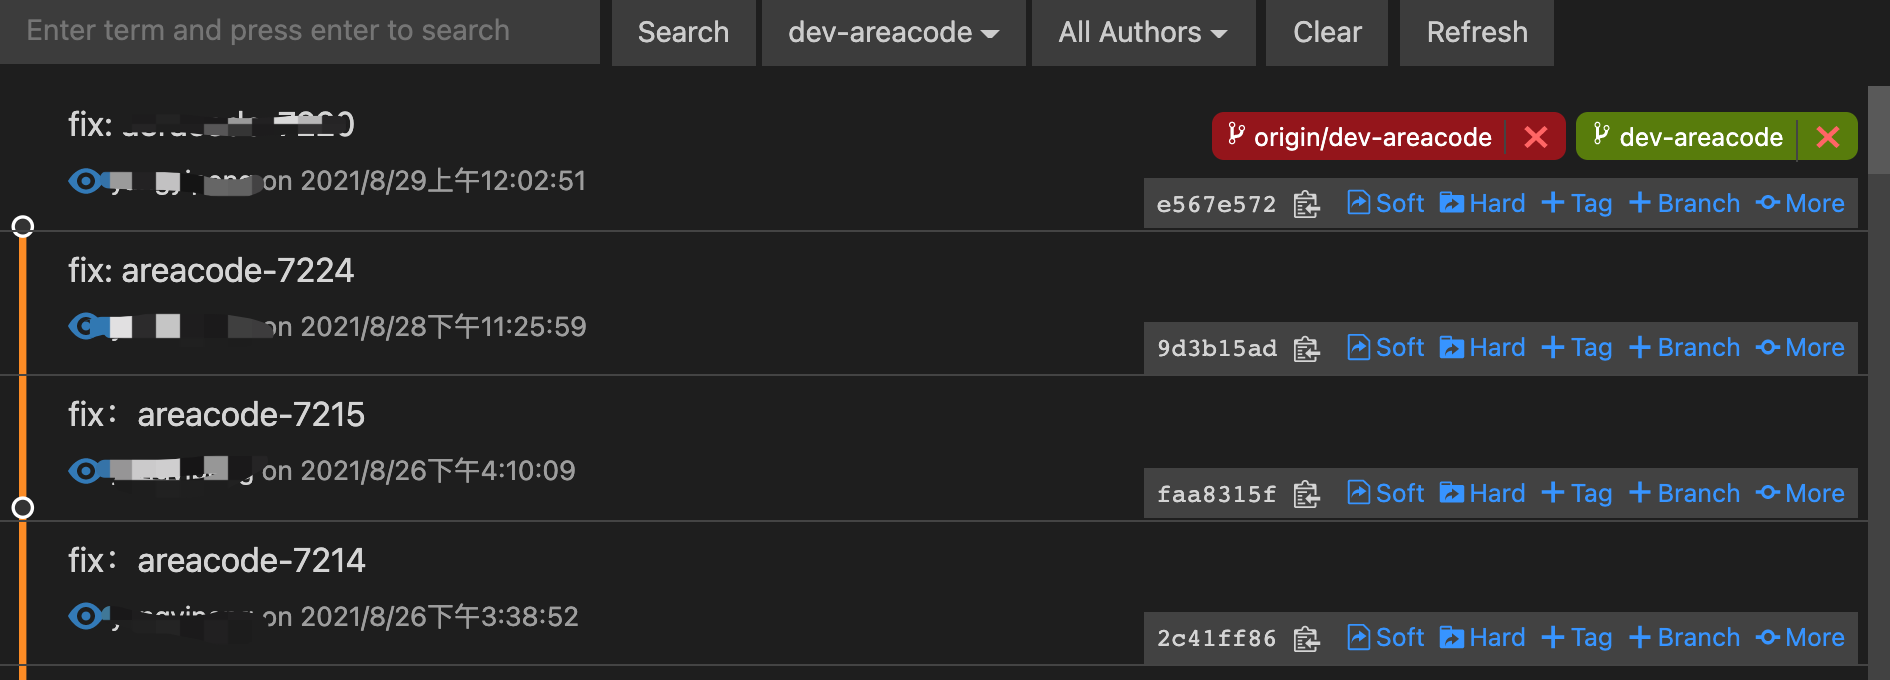 Enter term and press enter to search Search dev-areacode All Authors Clear Refresh
fix:
origin/dev-areacode dev-areacode
on 2021/8/29上午12:02:51
e567e572 Soft Hard Tag Branch More
fix: areacode-7224
on 2021/8/28下午11:25:59
9d3b15ad Soft Hard Tag Branch More
fix：areacode-7215
on 2021/8/26下午4:10:09
faa8315f Soft Hard Tag Branch More
fix：areacode-7214
on 2021/8/26下午3:38:52
2c41ff86 Soft Hard Tag Branch More